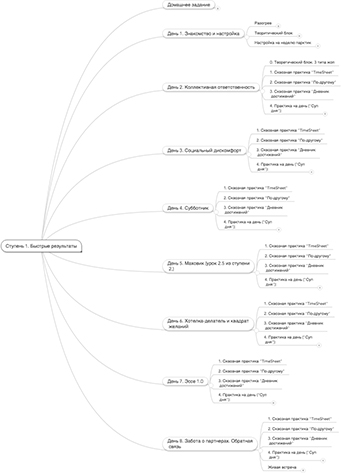 Домашнее задание
День 1. Знакомство и настройка
Разогрев
Теоретический блок
Настройка на неделю парктик
День 2. Коллективная ответственность
0. Теоретический блок. 3 типа жизн
1. Сквозная практика "TimeSheet"
2. Сквозная практика "По-другому"
3. Сквозная практика "Дневник
достижений"
4. Практика на день ("Суп
дня")
День 3. Социальный дискомфорт
1. Сквозная практика "TimeSheet"
2. Сквозная практика "По-другому"
3. Сквозная практика "Дневник
достижений"
4. Практика на день ("Суп
дня")
День 4. Субботник
1. Сквозная практика "TimeSheet"
2. Сквозная практика "По-другому"
3. Сквозная практика "Дневник
достижений"
4. Практика на день ("Суп
дня")
Ступень 1. Быстрые результаты
День 5. Маховик (урок 2.5 из ступени
2.)
1. Сквозная практика "TimeSheet"
2. Сквозная практика "По-другому"
3. Сквозная практика "Дневник
достижений"
4. Практика на день ("Суп
дня")
День 6. Хотелка-делатель и квадрат
желаний
1. Сквозная практика "TimeSheet"
2. Сквозная практика "По-другому"
3. Сквозная практика "Дневник
достижений"
4. Практика на день ("Суп
дня")
День 7. Эссе 1.0
1. Сквозная практика "TimeSheet"
2. Сквозная практика "По-другому"
3. Сквозная практика "Дневник
достижений"
4. Практика на день ("Суп
дня")
День 8. Забота о партнерах. Обратная
связь
1. Сквозная практика "TimeSheet"
2. Сквозная практика "По-другому"
3. Сквозная практика "Дневник
достижений"
4. Практика на день ("Суп
дня")
Живая встреча